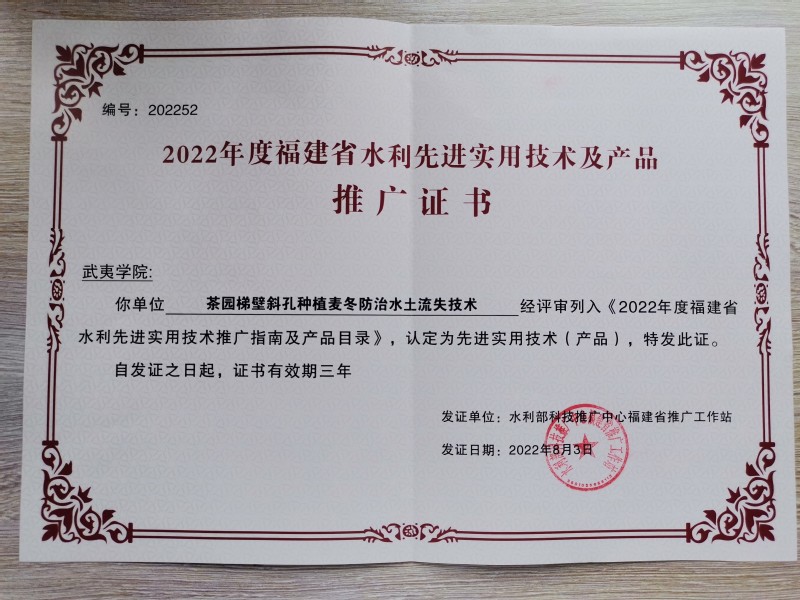 编号：202252
2022年度福建省水利先进实用技术及产品
推广证书
武夷学院:
你单位 茶园梯壁斜孔种植麦冬防治水土流失技术 经评审列入《2022年度福建省
水利先进实用技术推广指南及产品目录》，认定为先进实用技术（产品），特发此证。
自发证之日起，证书有效期三年
发证单位：水利部科技推广中心福建省推广工作站
发证日期：2022年8月3日